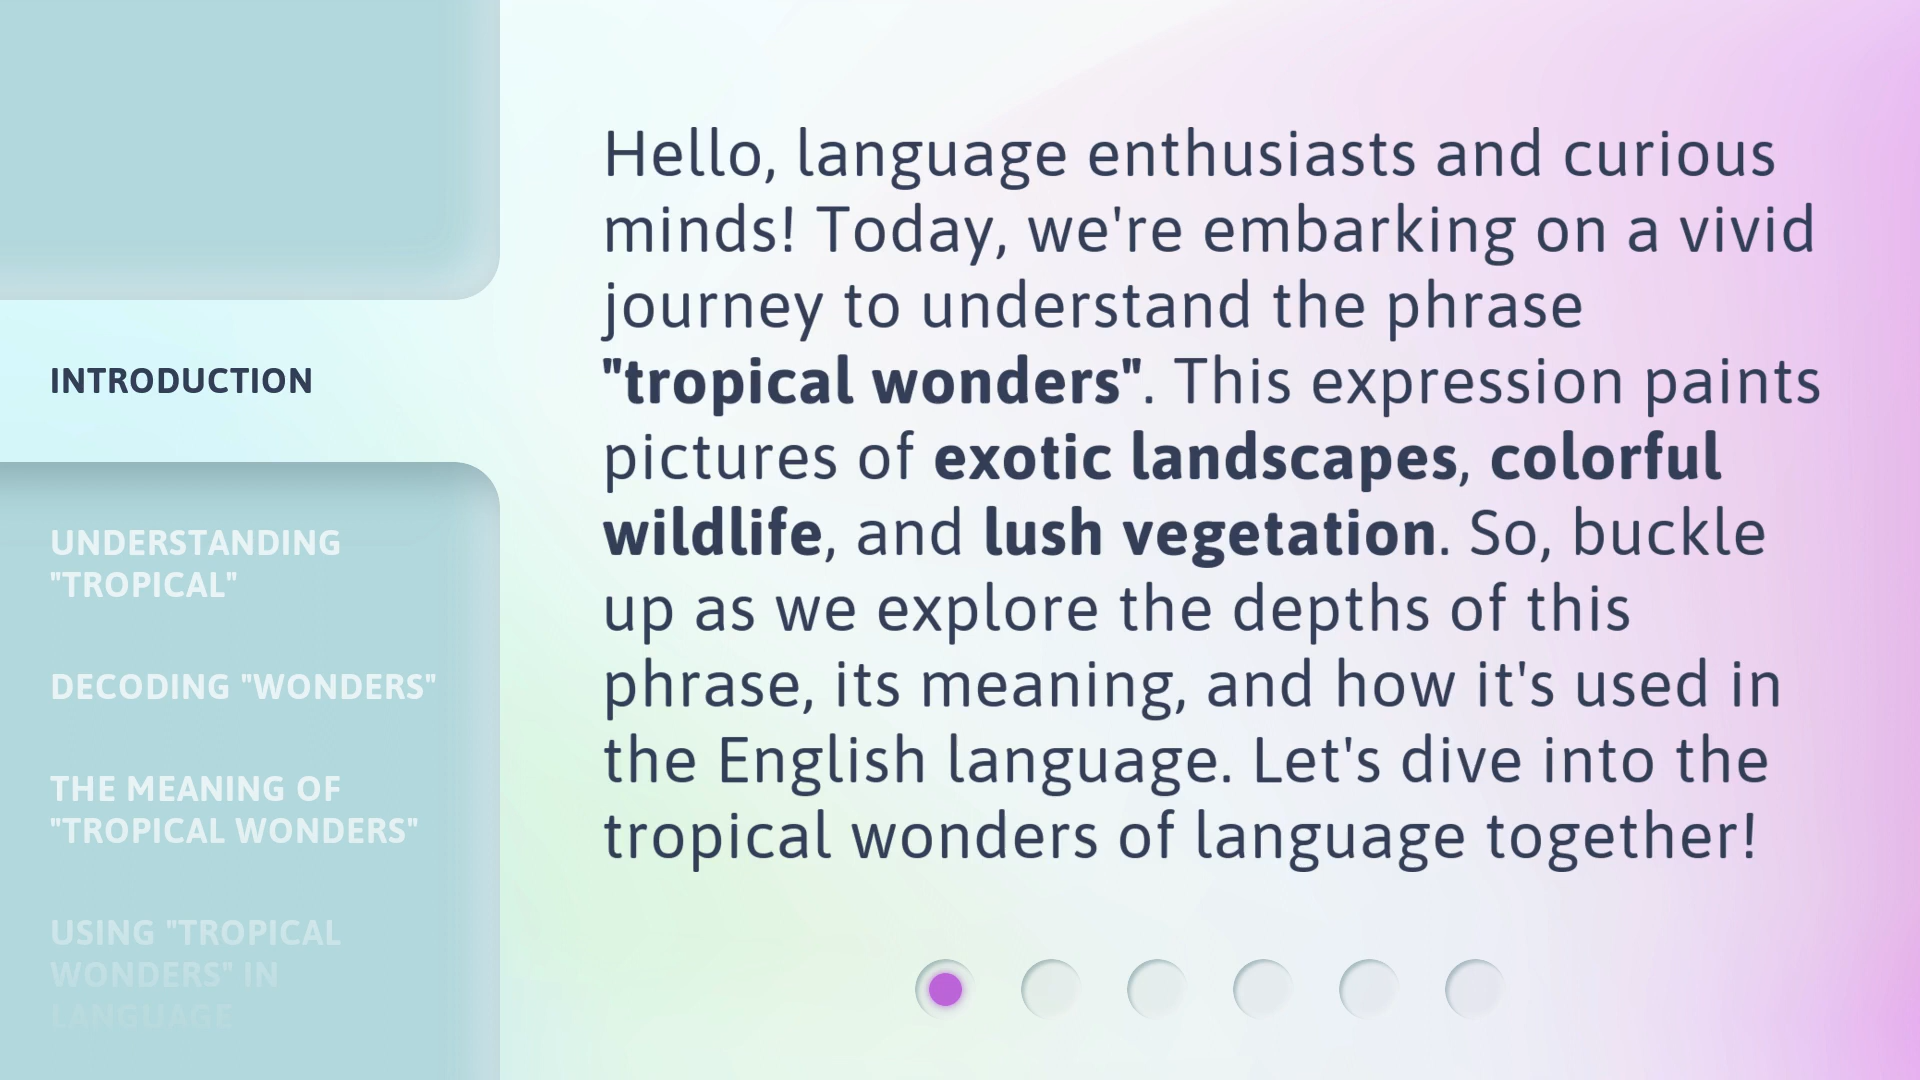 INTRODUCTION
UNDERSTANDING
"TROPICAL"
DECODING "WONDERS"
THE MEANING OF
"TROPICAL WONDERS"
USING "TROPICAL
WONDERS" IN
LANGUAGE
Hello, language enthusiasts and curious
minds! Today, we're embarking on a vivid
journey to understand the phrase
"tropical wonders". This expression paints
pictures of exotic landscapes, colorful
wildlife, and lush vegetation. So, buckle
up as we explore the depths of this
phrase, its meaning, and how it's used in
the English language. Let's dive into the
tropical wonders of language together!